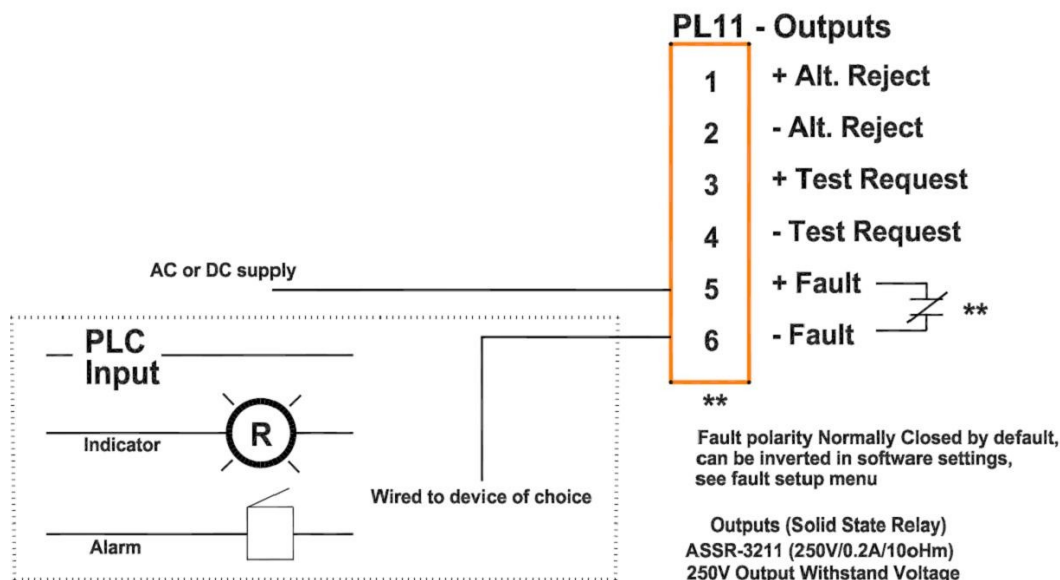 PL11 - Outputs
1 + Alt. Reject
2 - Alt. Reject
3 + Test Request
4 - Test Request
AC or DC supply
5 + Fault
**
6 - Fault
PLC
Input
**
Indicator
R
Fault polarity Normally Closed by default,
can be inverted in software settings,
see fault setup menu
Wired to device of choice
Alarm
Outputs (Solid State Relay)
ASSR-3211 (250V/0.2A/10oHm)
250V Output Withstand Voltage